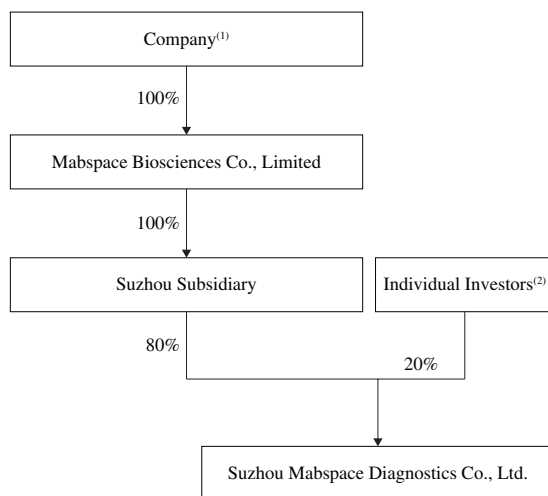 Company(1)
100%
Mabspace Biosciences Co., Limited
100%
Suzhou Subsidiary
Individual Investors(2)
80%
20%
Suzhou Mabspace Diagnostics Co., Ltd.